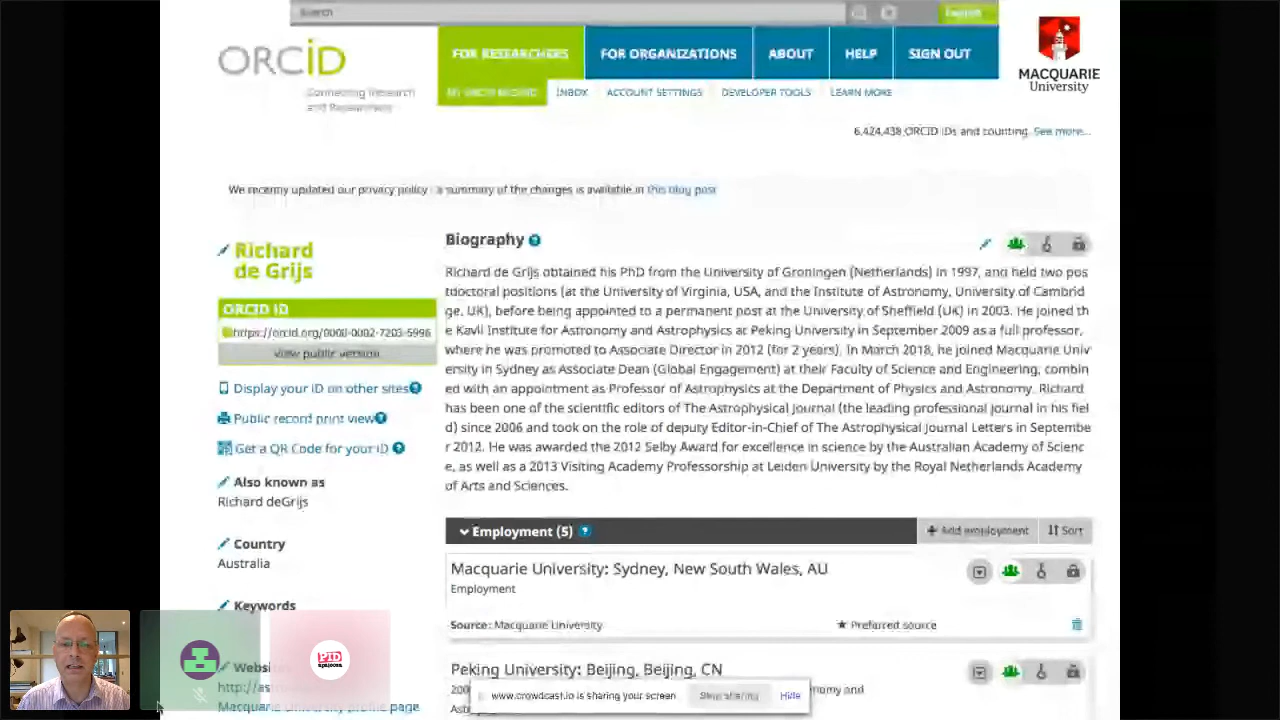 Search
English
ORCID
Connecting Research
and Researchers
FOR RESEARCHERS
FOR ORGANIZATIONS
ABOUT
HELP
SIGN OUT
MY ORCID RECORD
INBOX
ACCOUNT SETTINGS
DEVELOPER TOOLS
LEARN MORE
MACQUARIE
University
6,424,438 ORCID iDs and counting. See more...
We recently updated our privacy policy - a summary of the changes is available in this blog post
Richard
de Grijs
ORCID iD
https://orcid.org/0000-0002-7203-5996
View public version
Display your iD on other sites
Public record print view
Get a QR Code for your iD
Also known as
Richard deGrijs
Country
Australia
Keywords
Biography
Richard de Grijs obtained his PhD from the University of Groningen (Netherlands) in 1997, and held two pos
tdoctoral positions (at the University of Virginia, USA, and the Institute of Astronomy, University of Cambrid
ge, UK), before being appointed to a permanent post at the University of Sheffield (UK) in 2003. He joined th
e Kavli Institute for Astronomy and Astrophysics at Peking University in September 2009 as a full professor,
where he was promoted to Associate Director in 2012 (for 2 years). In March 2018, he joined Macquarie Univ
ersity in Sydney as Associate Dean (Global Engagement) at their Faculty of Science and Engineering, combin
ed with an appointment as Professor of Astrophysics at the Department of Physics and Astronomy. Richard
has been one of the scientific editors of The Astrophysical Journal (the leading professional journal in his fiel
d) since 2006 and took on the role of deputy Editor-in-Chief of The Astrophysical Journal Letters in Septembe
r 2012. He was awarded the 2012 Selby Award for excellence in science by the Australian Academy of Scienc
e, as well as a 2013 Visiting Academy Professorship at Leiden University by the Royal Netherlands Academy
of Arts and Sciences.
Employment (5)
Add employment
Sort
Macquarie University: Sydney, New South Wales, AU
Employment
Source: Macquarie University
Preferred source
Peking University: Beijing, Beijing, CN
www.crowdcast.io is sharing your screen
Stop sharing
Hide
PID
Macquarie University profile page